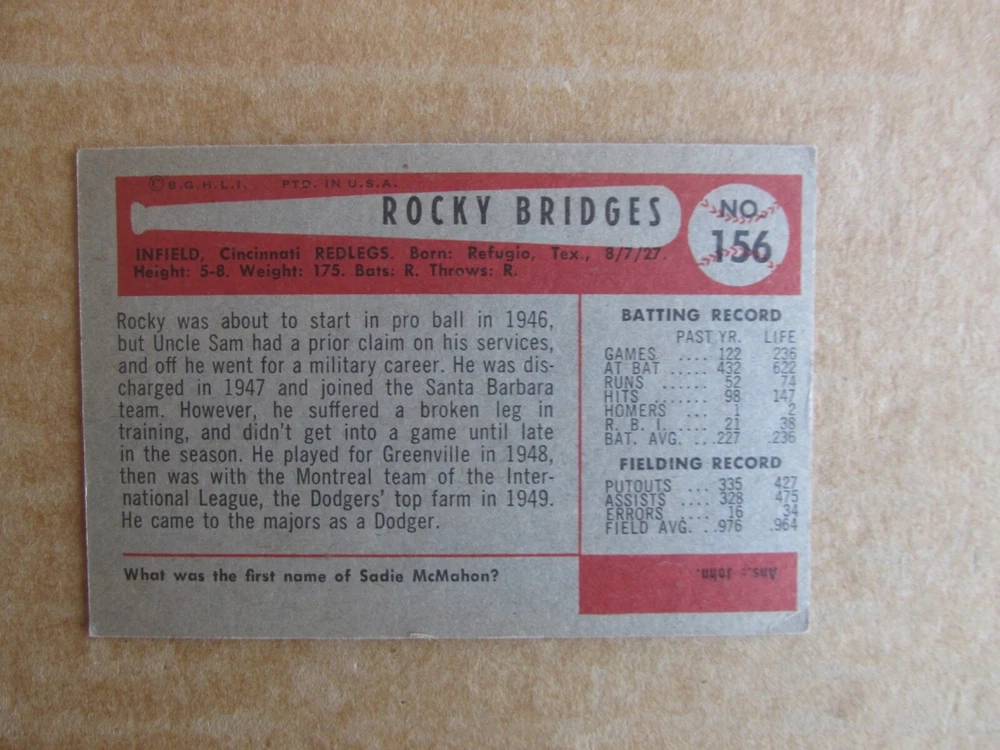 © B.G.H.L.I. PTD. IN U.S.A.
ROCKY BRIDGES
NO. 156
INFIELD, Cincinnati REDLEGS. Born: Refugio, Tex., 8/7/27.
Height: 5-8. Weight: 175. Bats: R. Throws: R.
Rocky was about to start in pro ball in 1946,
but Uncle Sam had a prior claim on his services,
and off he went for a military career. He was dis-
charged in 1947 and joined the Santa Barbara
team. However, he suffered a broken leg in
training, and didn't get into a game until late
in the season. He played for Greenville in 1948,
then was with the Montreal team of the Inter-
national League, the Dodgers' top farm in 1949.
He came to the majors as a Dodger.
BATTING RECORD
PAST YR. LIFE
GAMES .... 122 236
AT BAT ..... 432 622
RUNS ...... 52 74
HITS ....... 98 147
HOMERS ... 1 2
R. B. I. .... 21 38
BAT. AVG. ...227 .236
FIELDING RECORD
PUTOUTS ... 335 427
ASSISTS .... 328 475
ERRORS .... 16 34
FIELD AVG. ..976 .964
What was the first name of Sadie McMahon?
Ans.: John.